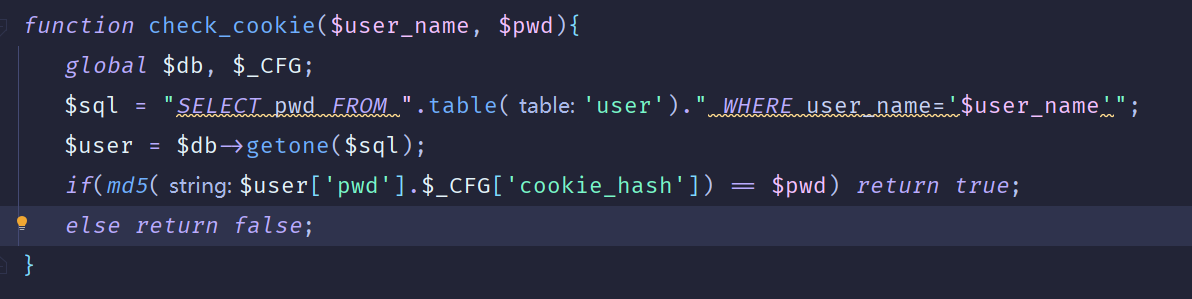 function check_cookie($user_name, $pwd){
global $db, $_CFG;
$sql = "SELECT pwd FROM ".table( table: 'user')." WHERE user_name='$user_name'";
$user = $db->getone($sql);
if(md5( string: $user['pwd'].$_CFG['cookie_hash']) == $pwd) return true;
else return false;
}